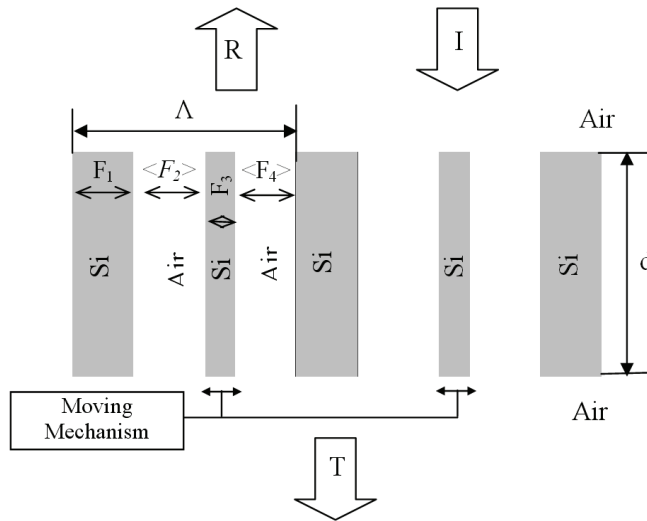 R
I
Λ
Air
F₁
<F₂>
F₃
<F₄>
Si
Air
Si
Air
Si
Si
Si
d
Moving
Mechanism
Air
T